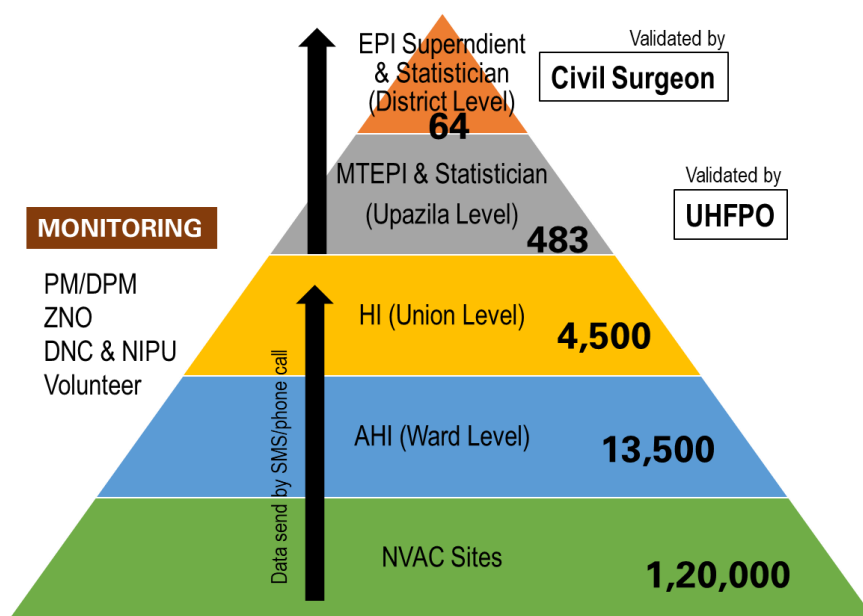 EPI Superndient
& Statistician
(District Level)
64
Validated by
Civil Surgeon
MTEPI & Statistician
(Upazila Level)
483
Validated by
UHFPO
MONITORING
PM/DPM
ZNO
DNC & NIPU
Volunteer
HI (Union Level)
4,500
AHI (Ward Level)
13,500
NVAC Sites
1,20,000
Data send by SMS/phone call